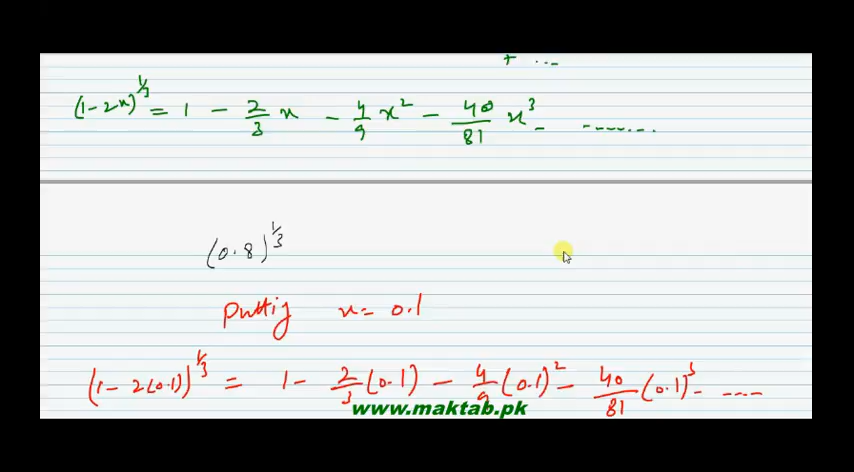 + ...
(1-2x)^{1/3} = 1 - 2/3 x - 4/9 x^2 - 40/81 x^3 - .......
(0.8)^{1/3}
Puttig x = 0.1
(1-2(0.1))^{1/3} = 1 - 2/3 (0.1) - 4/9 (0.1)^2 - 40/81 (0.1)^3 - ....
www.maktab.pk